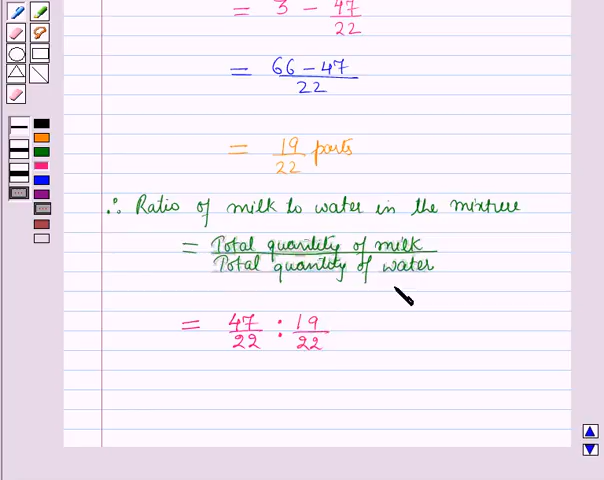 = 3 - 47/22
= 66 - 47/22
= 19/22 parts
∴ Ratio of milk to water in the mixture
= Total quantity of milk/Total quantity of water
= 47/22 : 19/22